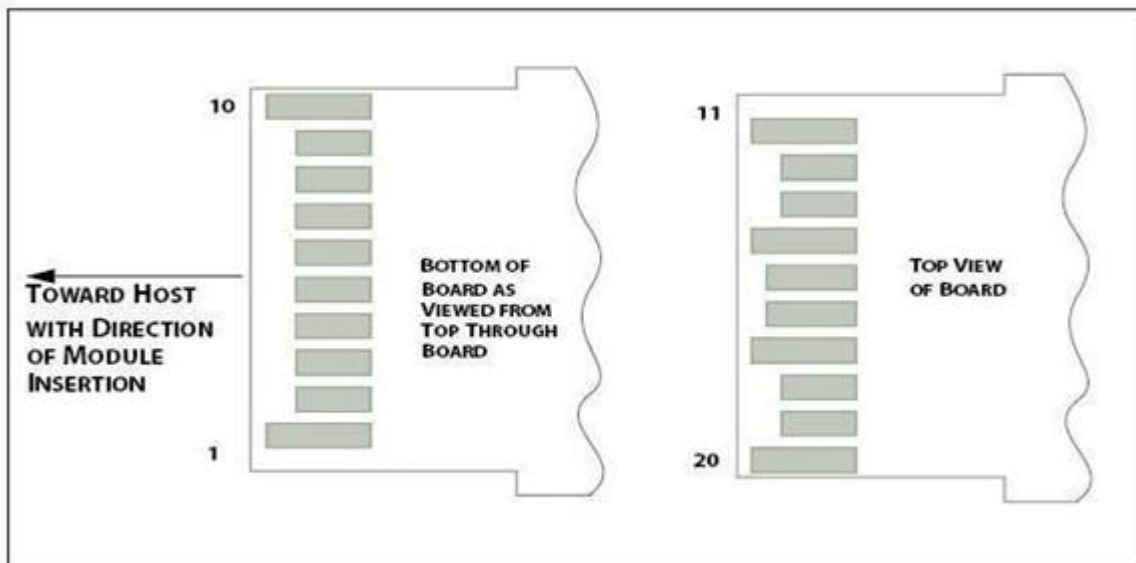 10
1
TOWARD HOST
WITH DIRECTION
OF MODULE
INSERTION
BOTTOM OF
BOARD AS
VIEWED FROM
TOP THROUGH
BOARD
11
20
TOP VIEW
OF BOARD